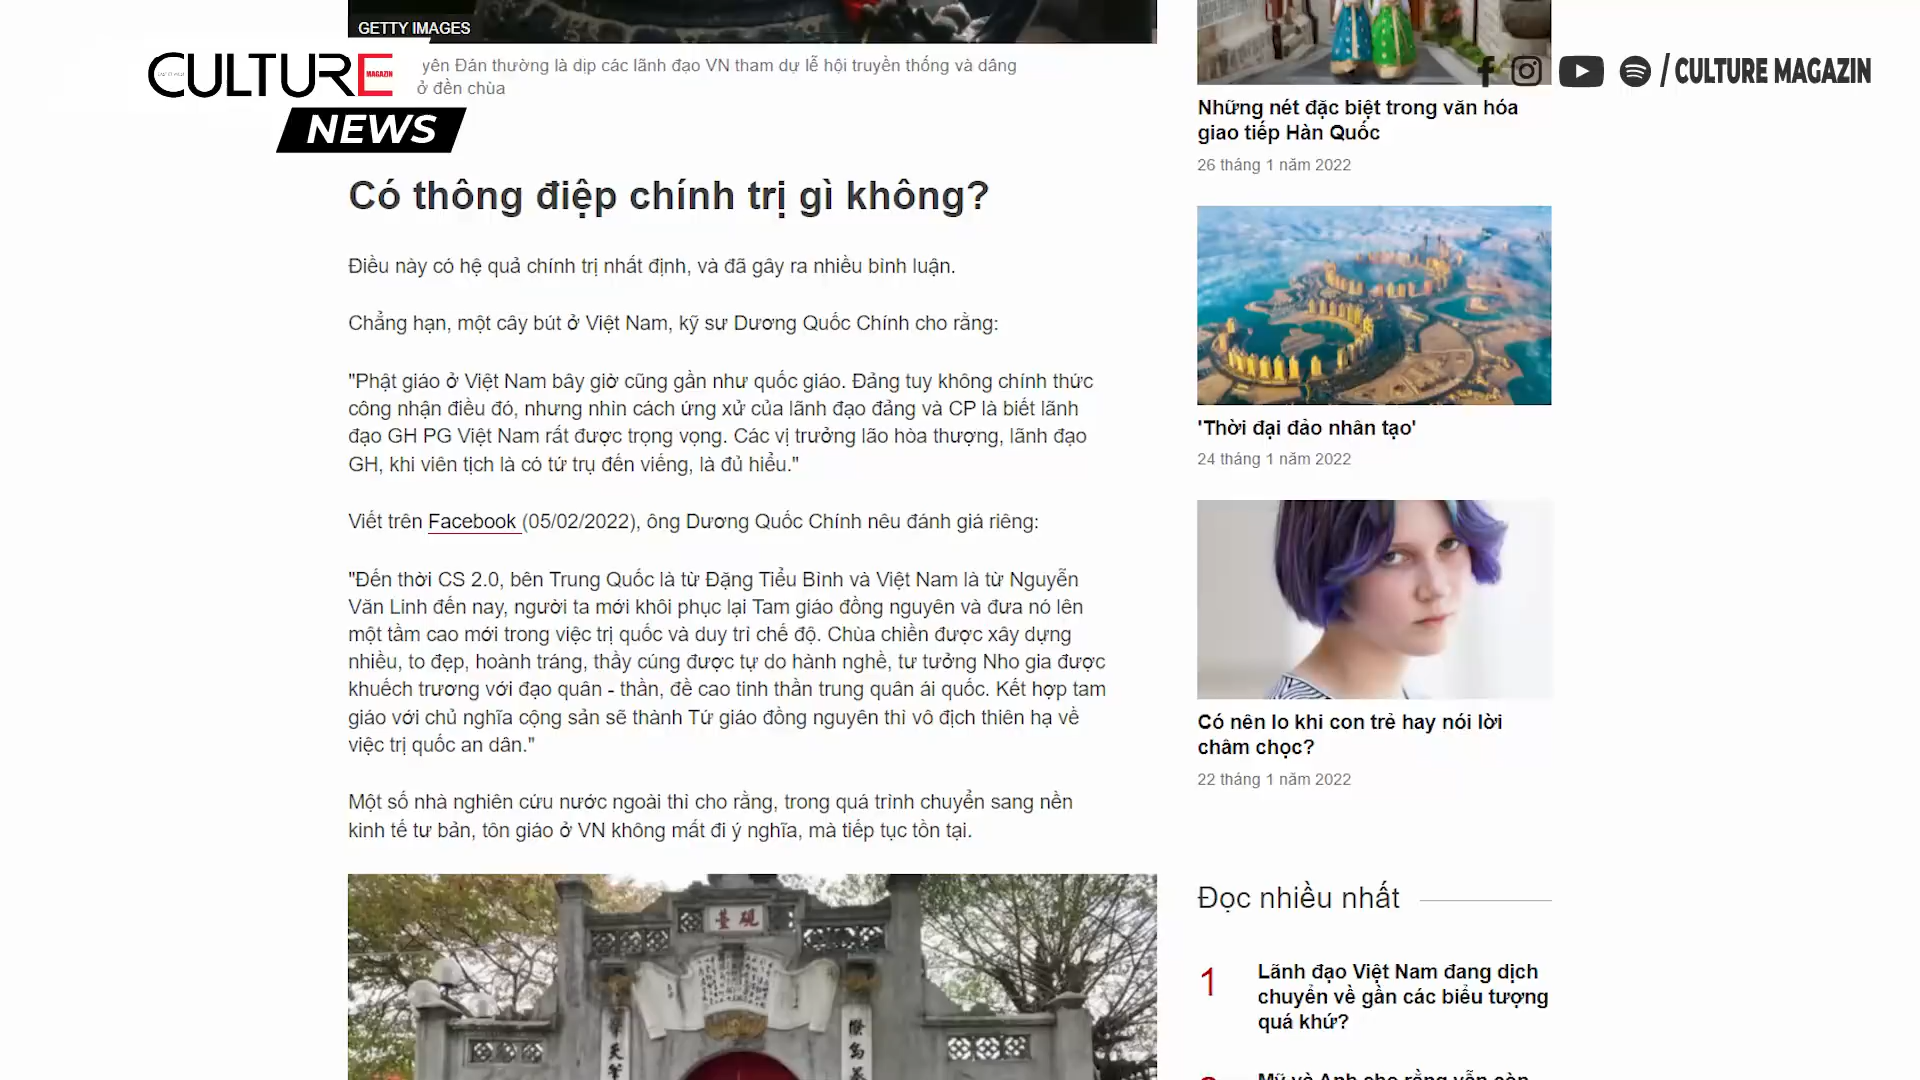 GETTY IMAGES
CULTURE
MAGAZIN
NEWS
yên Đán thường là dịp các lãnh đạo VN tham dự lễ hội truyền thống và dâng
ở đền chùa
/ CULTURE MAGAZIN
Có thông điệp chính trị gì không?
Điều này có hệ quả chính trị nhất định, và đã gây ra nhiều bình luận.
Chẳng hạn, một cây bút ở Việt Nam, kỹ sư Dương Quốc Chính cho rằng:
"Phật giáo ở Việt Nam bây giờ cũng gần như quốc giáo. Đảng tuy không chính thức
công nhận điều đó, nhưng nhìn cách ứng xử của lãnh đạo đảng và CP là biết lãnh
đạo GH PG Việt Nam rất được trọng vọng. Các vị trưởng lão hòa thượng, lãnh đạo
GH, khi viên tịch là có tứ trụ đến viếng, là đủ hiểu."
Viết trên Facebook (05/02/2022), ông Dương Quốc Chính nêu đánh giá riêng:
"Đến thời CS 2.0, bên Trung Quốc là từ Đặng Tiểu Bình và Việt Nam là từ Nguyễn
Văn Linh đến nay, người ta mới khôi phục lại Tam giáo đồng nguyên và đưa nó lên
một tầm cao mới trong việc trị quốc và duy trì chế độ. Chùa chiền được xây dựng
nhiều, to đẹp, hoành tráng, thầy cúng được tự do hành nghề, tư tưởng Nho gia được
khuếch trương với đạo quân - thần, đề cao tinh thần trung quân ái quốc. Kết hợp tam
giáo với chủ nghĩa cộng sản sẽ thành Tứ giáo đồng nguyên thì vô địch thiên hạ về
việc trị quốc an dân."
Một số nhà nghiên cứu nước ngoài thì cho rằng, trong quá trình chuyển sang nền
kinh tế tư bản, tôn giáo ở VN không mất đi ý nghĩa, mà tiếp tục tồn tại.
臺硯
Những nét đặc biệt trong văn hóa
giao tiếp Hàn Quốc
26 tháng 1 năm 2022
'Thời đại đảo nhân tạo'
24 tháng 1 năm 2022
Có nên lo khi con trẻ hay nói lời
châm chọc?
22 tháng 1 năm 2022
Đọc nhiều nhất
1
Lãnh đạo Việt Nam đang dịch
chuyển về gần các biểu tượng
quá khứ?
Mỹ và Anh cho rằng vẫn còn